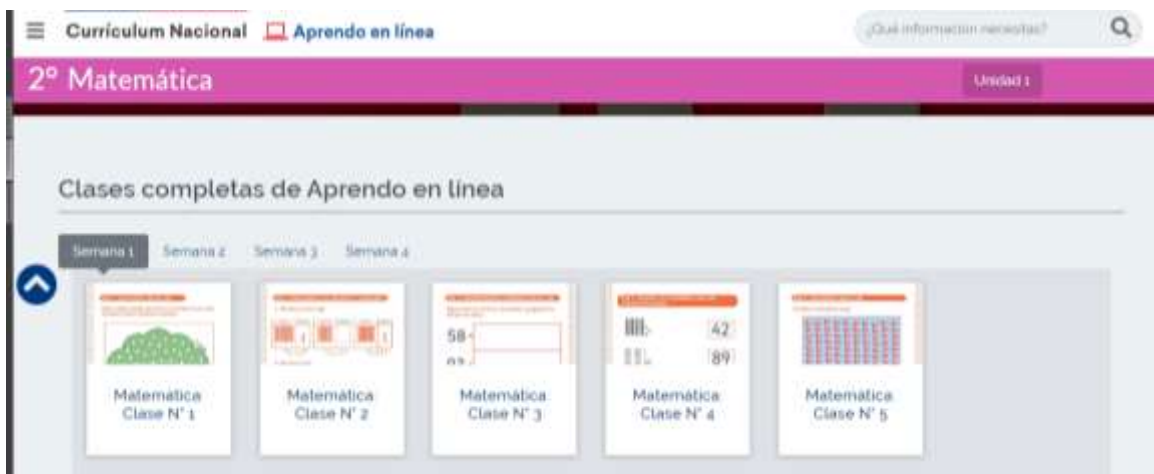 Currículum Nacional Aprendo en línea ¿Qué información necesitas?
2° Matemática Unidad 1
Clases completas de Aprendo en línea
Semana 1 Semana 2 Semana 3 Semana 4
58
42
89
Matemática Clase N° 1
Matemática Clase N° 2
Matemática Clase N° 3
Matemática Clase N° 4
Matemática Clase N° 5